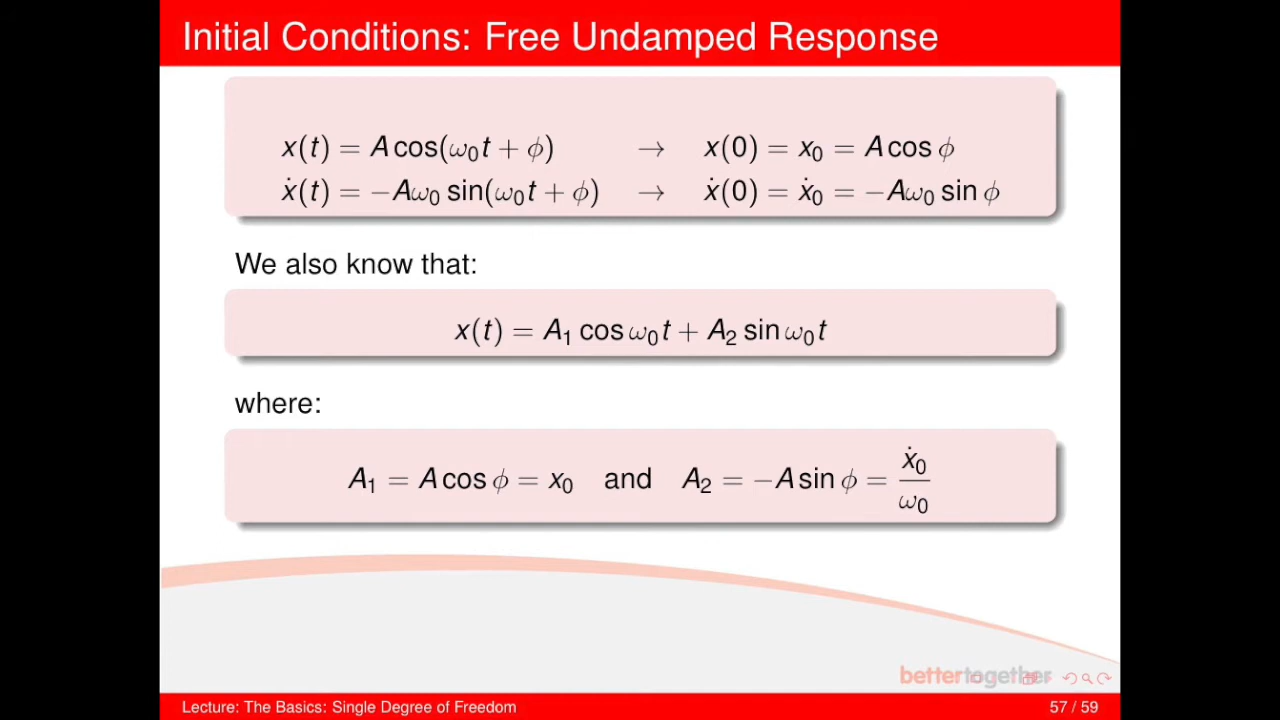 Initial Conditions: Free Undamped Response
x(t) = A cos(ω₀t + ϕ) → x(0) = x₀ = A cos ϕ
ẋ(t) = −Aω₀ sin(ω₀t + ϕ) → ẋ(0) = ẋ₀ = −Aω₀ sin ϕ
We also know that:
x(t) = A₁ cos ω₀t + A₂ sin ω₀t
where:
A₁ = A cos ϕ = x₀ and A₂ = −A sin ϕ = ẋ₀/ω₀
bettertogether
Lecture: The Basics: Single Degree of Freedom 57 / 59